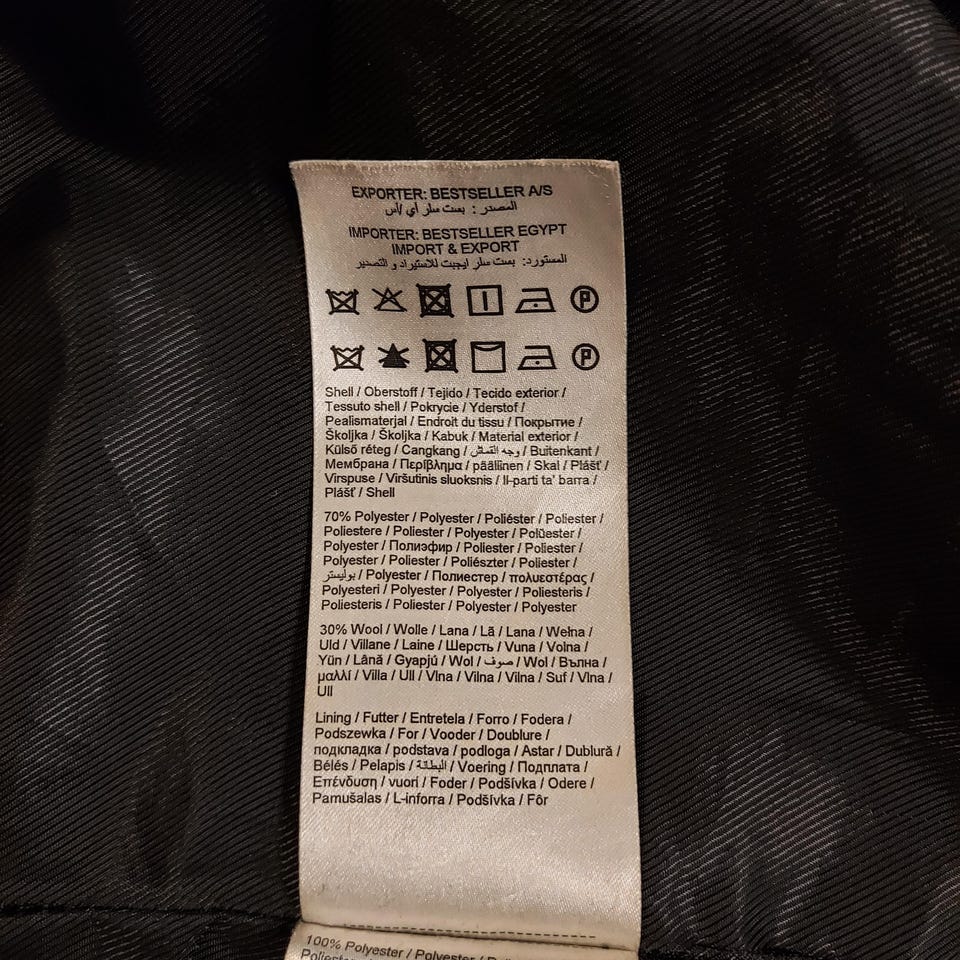 EXPORTER: BESTSELLER A/S
المصدر : بست سلر أي /أس
IMPORTER: BESTSELLER EGYPT
IMPORT & EXPORT
المستورد: بست سلر ايجبت للاستيراد و التصدير
P
P
Shell / Oberstoff / Tejido / Tecido exterior /
Tessuto shell / Pokrycie / Yderstof /
Pealismaterjal / Endroit du tissu / Покрытие /
Školjka / Školjka / Kabuk / Material exterior /
Külső réteg / Cangkang / وجه القماش / Buitenkant /
Мембрана / Περίβλημα / päällinen / Skal / Plášť /
Virspuse / Viršutinis sluoksnis / Il-parti ta' barra /
Plášť / Shell
70% Polyester / Polyester / Poliéster / Poliester /
Poliestere / Poliester / Polyester / Polüester /
Polyester / Полиэфир / Poliester / Poliester /
Polyester / Poliester / Poliészter / Poliester /
بوليستر / Polyester / Полиестер / πολυεστέρας /
Polyesteri / Polyester / Polyester / Poliesteris /
Poliesteris / Poliester / Polyester / Polyester
30% Wool / Wolle / Lana / Lã / Lana / Wełna /
Uld / Villane / Laine / Шерсть / Vuna / Volna /
Yün / Lână / Gyapjú / Wol / صوف / Wol / Вълна /
μαλλί / Villa / Ull / Vlna / Vilna / Vilna / Suf / Vlna /
Ull
Lining / Futter / Entretela / Forro / Fodera /
Podszewka / For / Vooder / Doublure /
подкладка / podstava / podloga / Astar / Dublură /
Bélés / Pelapis / البطانة / Voering / Подплата /
Επένδυση / vuori / Foder / Podšívka / Odere /
Pamušalas / L-inforra / Podšívka / Fôr
100% Polyester / Polyester /